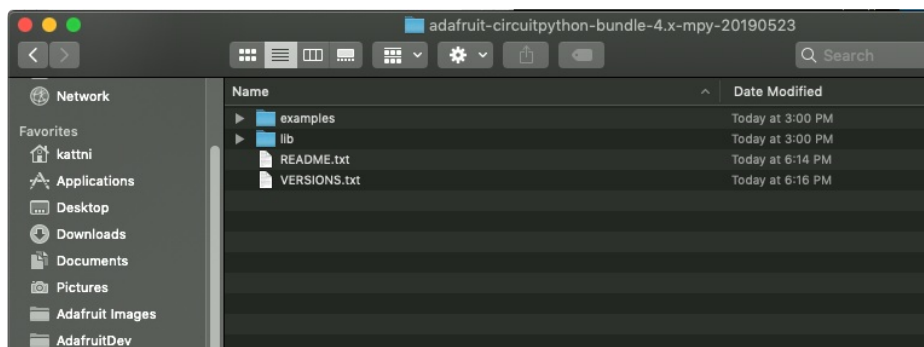 adafruit-circuitpython-bundle-4.x-mpy-20190523
Search
Network
Favorites
kattni
Applications
Desktop
Downloads
Documents
Pictures
Adafruit Images
AdafruitDev
Name
Date Modified
examples
Today at 3:00 PM
lib
Today at 3:00 PM
README.txt
Today at 6:14 PM
VERSIONS.txt
Today at 6:16 PM